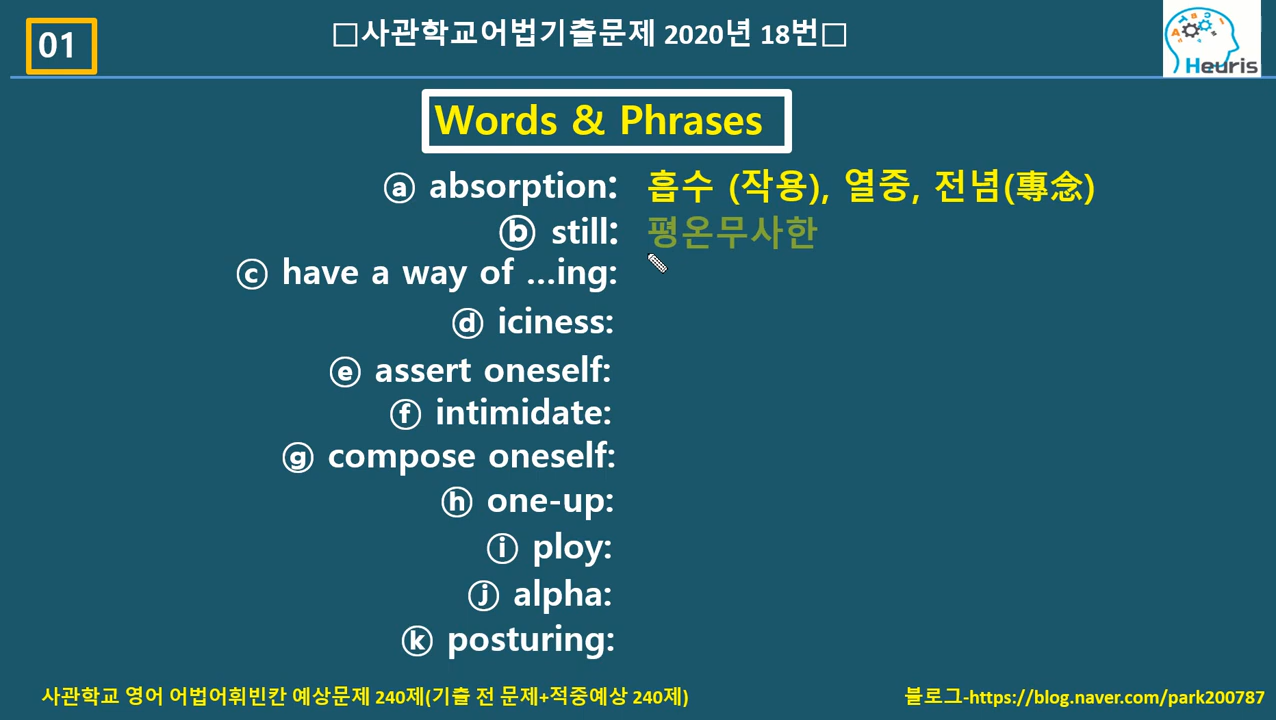 01
□사관학교어법기출문제 2020년 18번□
Heuris
Words & Phrases
ⓐ absorption: 흡수 (작용), 열중, 전념(專念)
ⓑ still: 평온무사한
ⓒ have a way of …ing:
ⓓ iciness:
ⓔ assert oneself:
ⓕ intimidate:
ⓖ compose oneself:
ⓗ one-up:
ⓘ ploy:
ⓙ alpha:
ⓚ posturing:
사관학교 영어 어법어휘빈칸 예상문제 240제(기출 전 문제+적중예상 240제)
블로그-https://blog.naver.com/park200787